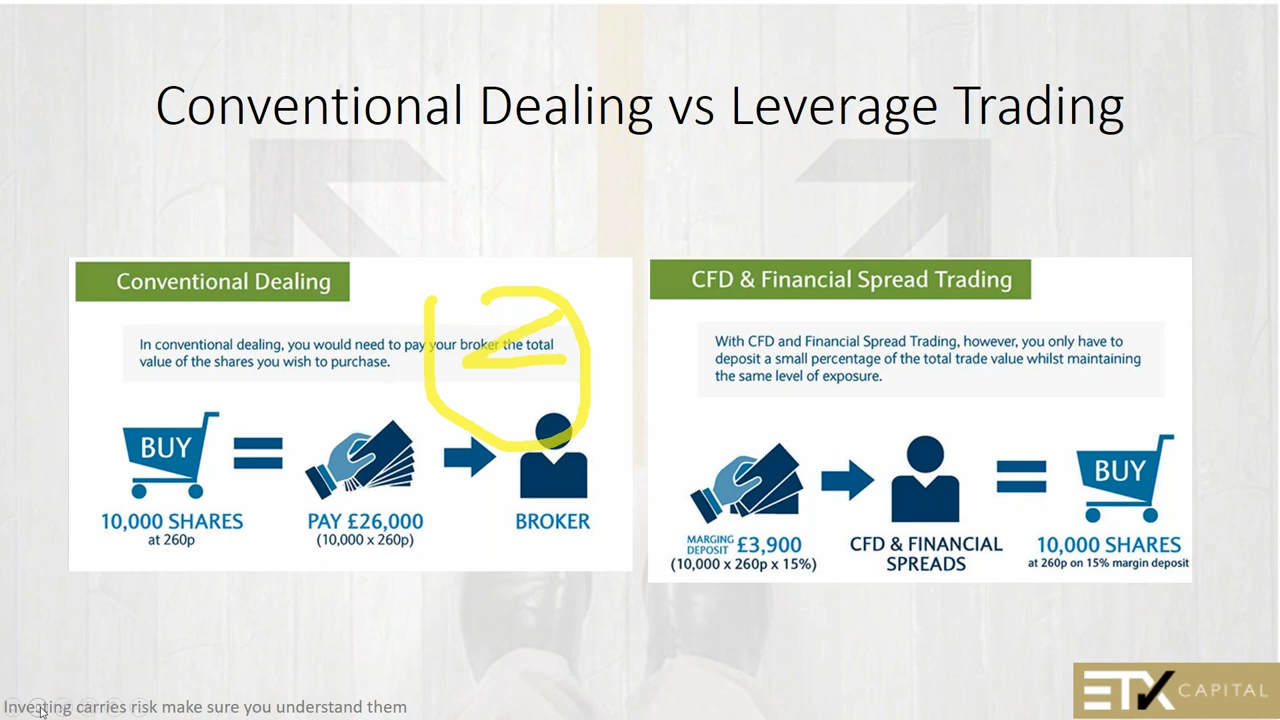 Conventional Dealing vs Leverage Trading
Conventional Dealing
In conventional dealing, you would need to pay your broker the total
value of the shares you wish to purchase.
BUY
10,000 SHARES
at 260p
PAY £26,000
(10,000 x 260p)
BROKER
CFD & Financial Spread Trading
With CFD and Financial Spread Trading, however, you only have to
deposit a small percentage of the total trade value whilst maintaining
the same level of exposure.
MARGING
DEPOSIT £3,900
(10,000 x 260p x 15%)
CFD & FINANCIAL
SPREADS
BUY
10,000 SHARES
at 260p on 15% margin deposit
Investing carries risk make sure you understand them
ETX CAPITAL